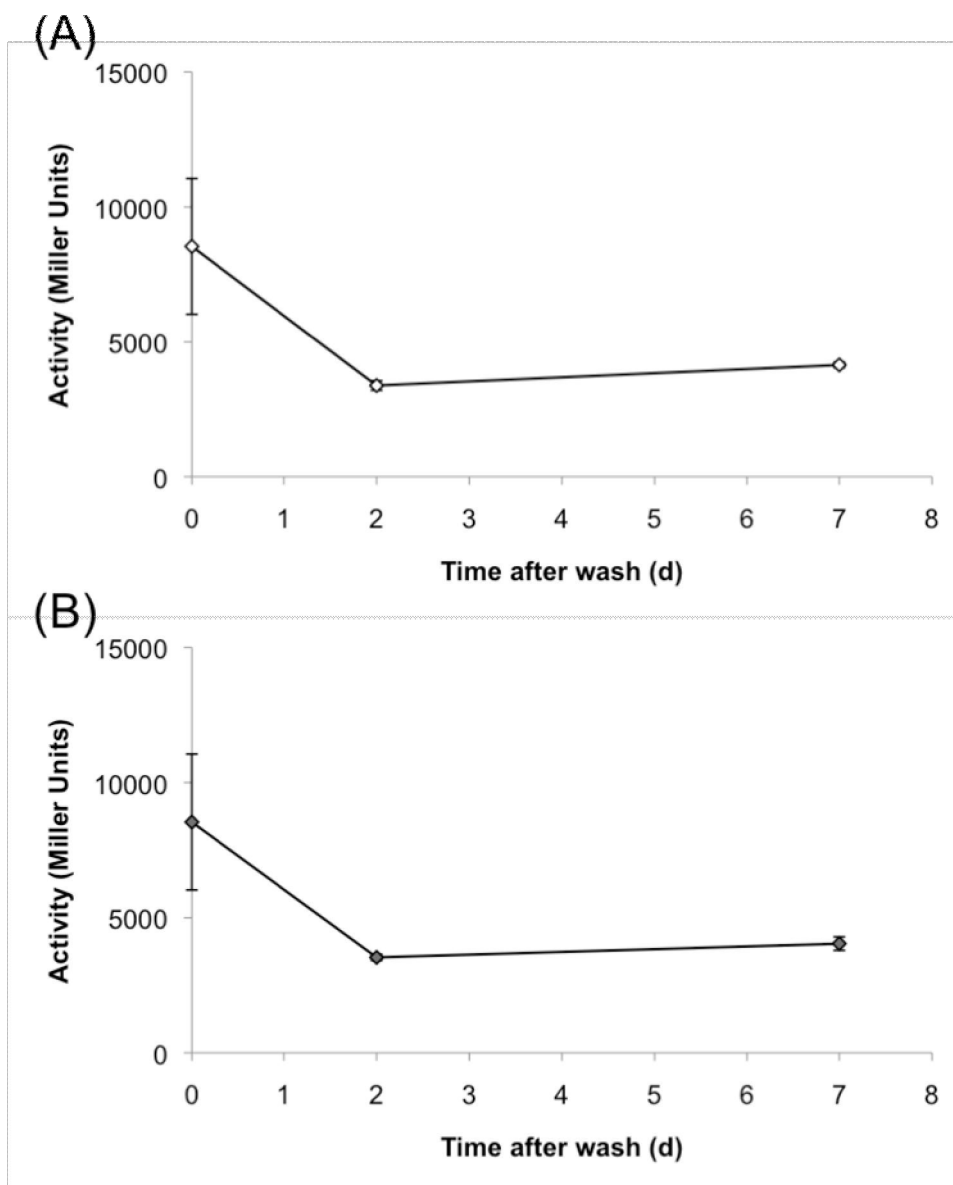 (A)
15000
10000
5000
0
Activity (Miller Units)
0 1 2 3 4 5 6 7 8
Time after wash (d)
(B)
15000
10000
5000
0
Activity (Miller Units)
0 1 2 3 4 5 6 7 8
Time after wash (d)